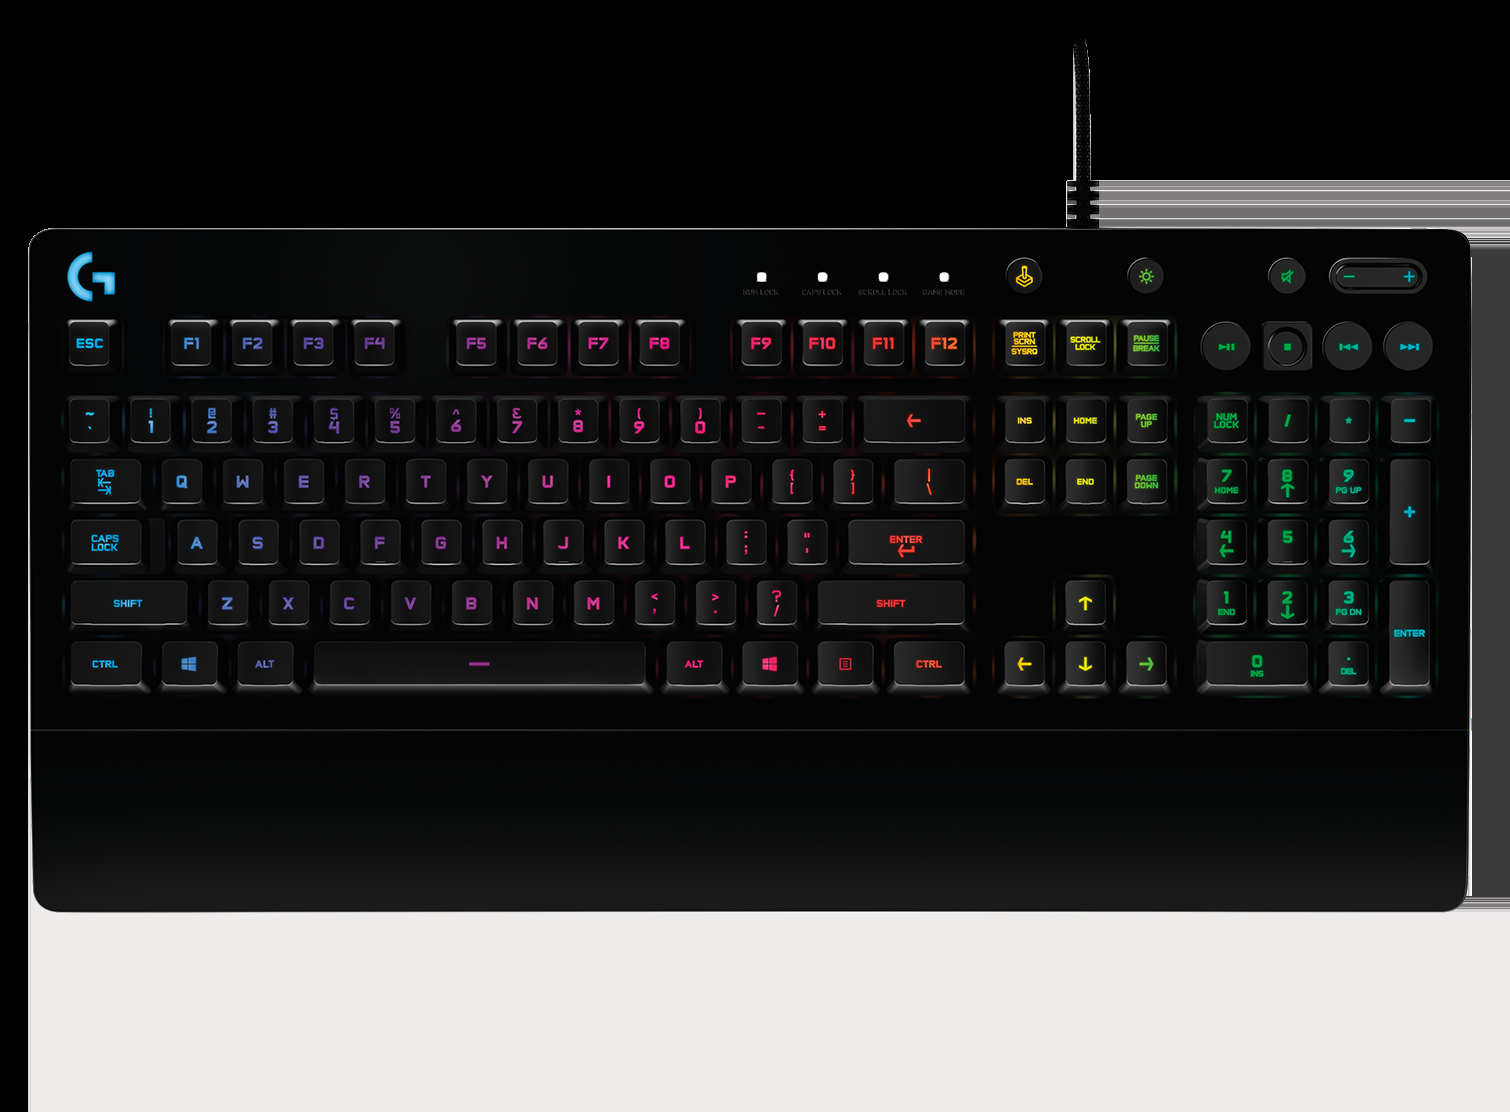 NUM LOCK CAPS LOCK SCROLL LOCK GAME MODE
ESC F1 F2 F3 F4 F5 F6 F7 F8 F9 F10 F11 F12
PRINT
SCRN
SYSRQ
SCROLL
LOCK
PAUSE
BREAK
~ ! @ # $ % ^ & * ( ) _ +
` 1 2 3 4 5 6 7 8 9 0 - = ←
INS HOME
PAGE
UP
NUM
LOCK
/ * -
TAB
Q W E R T Y U I O P
{ } |
[ ] \
DEL END
PAGE
DOWN
7 8 9
HOME ↑ PG UP
+
CAPS
LOCK
A S D F G H J K L
: "
; '
ENTER
4 5 6
← →
SHIFT Z X C V B N M
< > ?
, . /
SHIFT
↑
1 2 3
END ↓ PG DN
ENTER
CTRL ALT ALT CTRL
← ↓ →
0 .
INS DEL